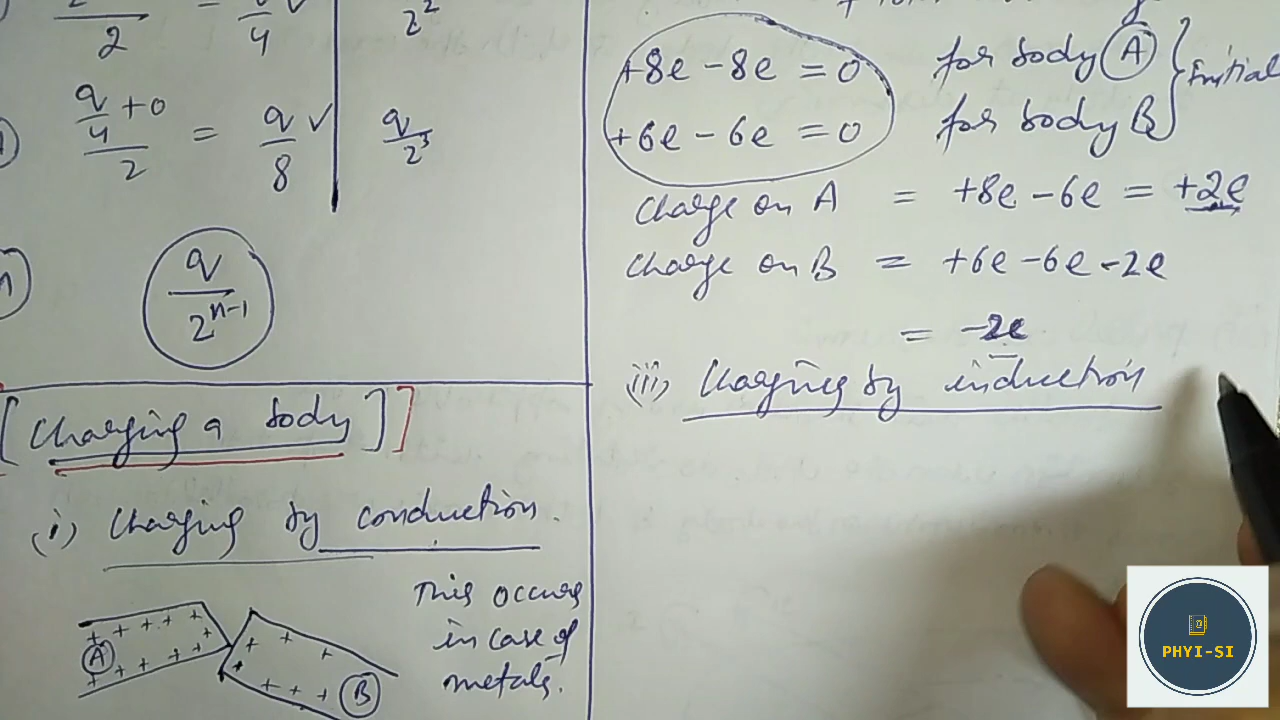 2 = 4 ✓ 2²
q/4 + 0 / 2 = q/8 ✓ q/2³
q/2ⁿ⁻¹
[Charging a body]]
(i) Charging by conduction.
This occurs
in case of
metals.
A
B
+8e - 8e = 0 for body A
+6e - 6e = 0 for body B
} Initial
Charge on A = +8e - 6e = +2e
Charge on B = +6e - 6e - 2e
= -2e
(iii) Charging by induction
PHYI-SI